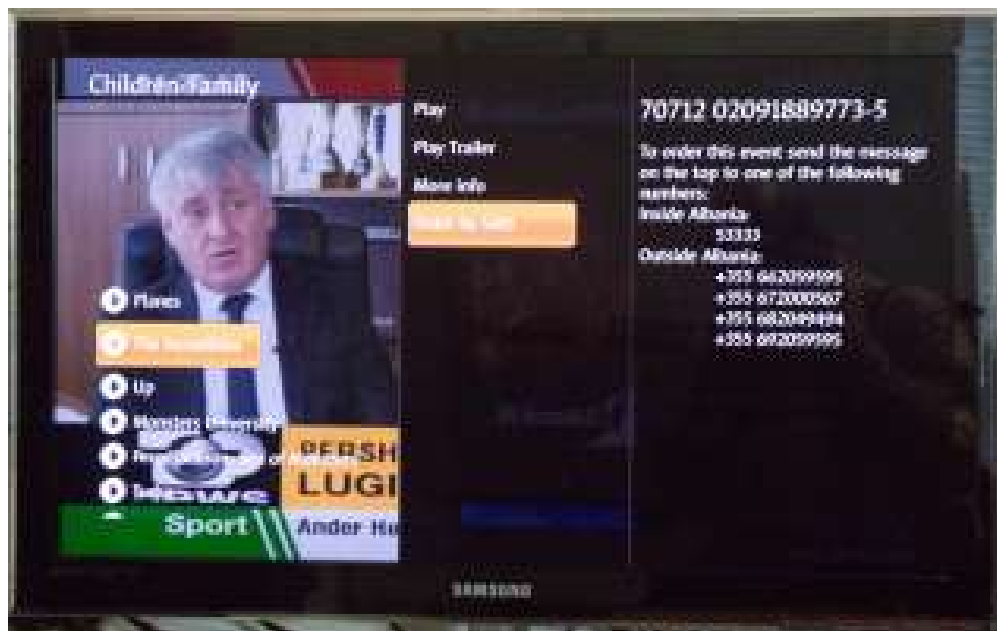 Children/Family
Play
Play Trailer
More info
Planes
Up
Monsters University
Sport
LUGI
Ander
70712 02091889773-5
To order this event send the message
on the top to one of the following
numbers:
Inside Albania:
53333
Outside Albania:
+355 662059595
+355 672000567
+355 682049494
+355 692059595
SAMSUNG